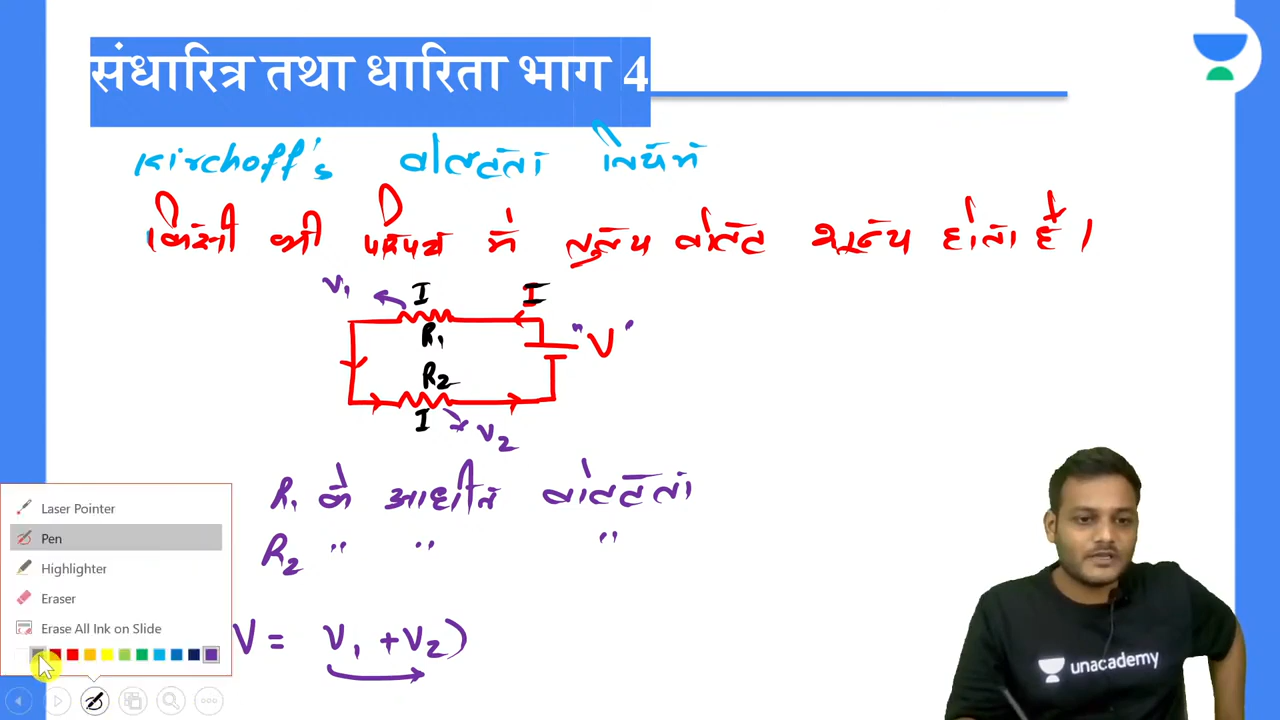 संधारित्र तथा धारिता भाग 4
Kirchoff's वोल्टता नियम
किसी भी परिपथ में कुल वोल्ट शून्य होता है।
V1 I I
R1 "V"
R2
I V2
R1 के आधीन वोल्टता
R2 " " "
V = V1 + V2)
Laser Pointer
Pen
Highlighter
Eraser
Erase All Ink on Slide
unacademy